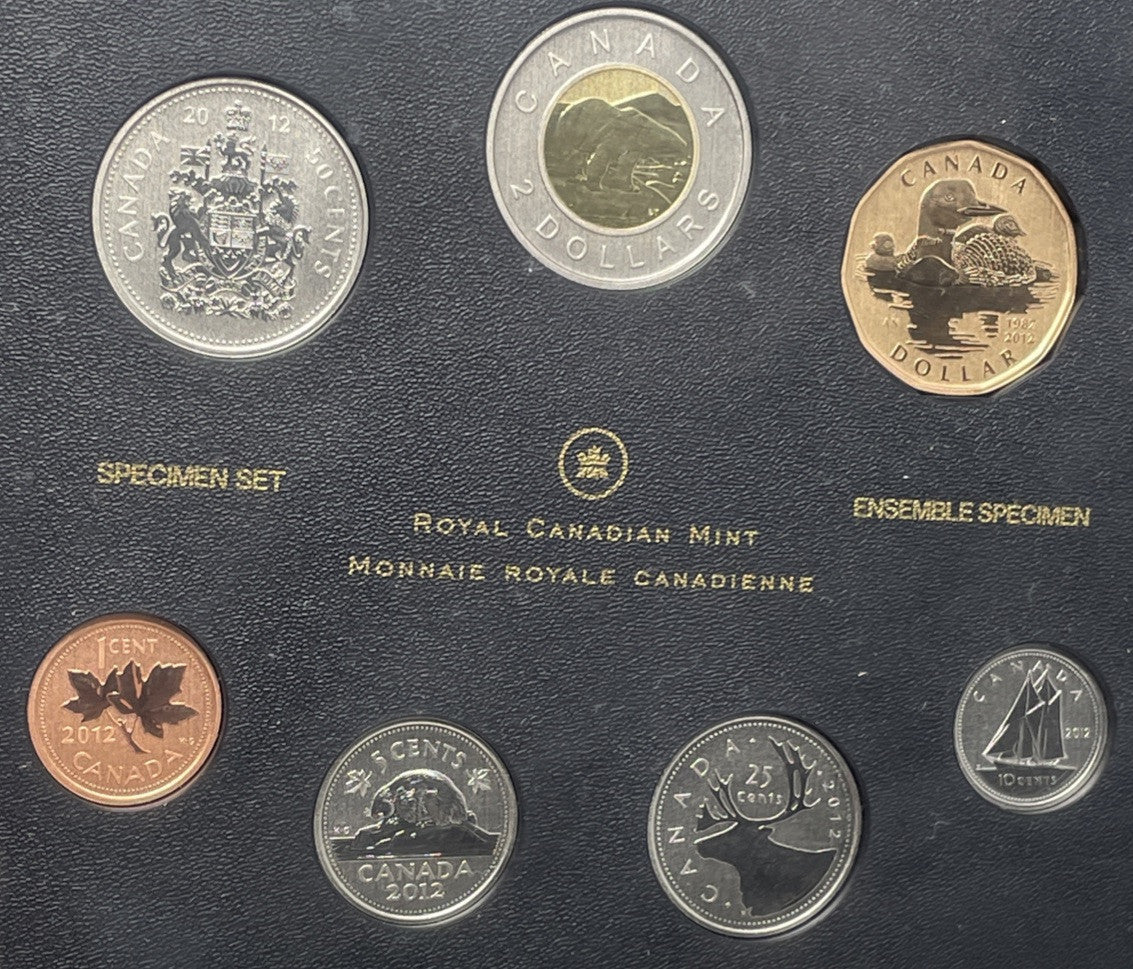 CANADA
2 DOLLARS
CANADA 20 12 50 CENTS
CANADA
1987
2012
DOLLAR
SPECIMEN SET
ENSEMBLE SPECIMEN
ROYAL CANADIAN MINT
MONNAIE ROYALE CANADIENNE
1 CENT
2012 KG
CANADA
5 CENTS
KG
CANADA
2012
CANADA
25
Cents
2012
CANADA
2012
10 CENTS